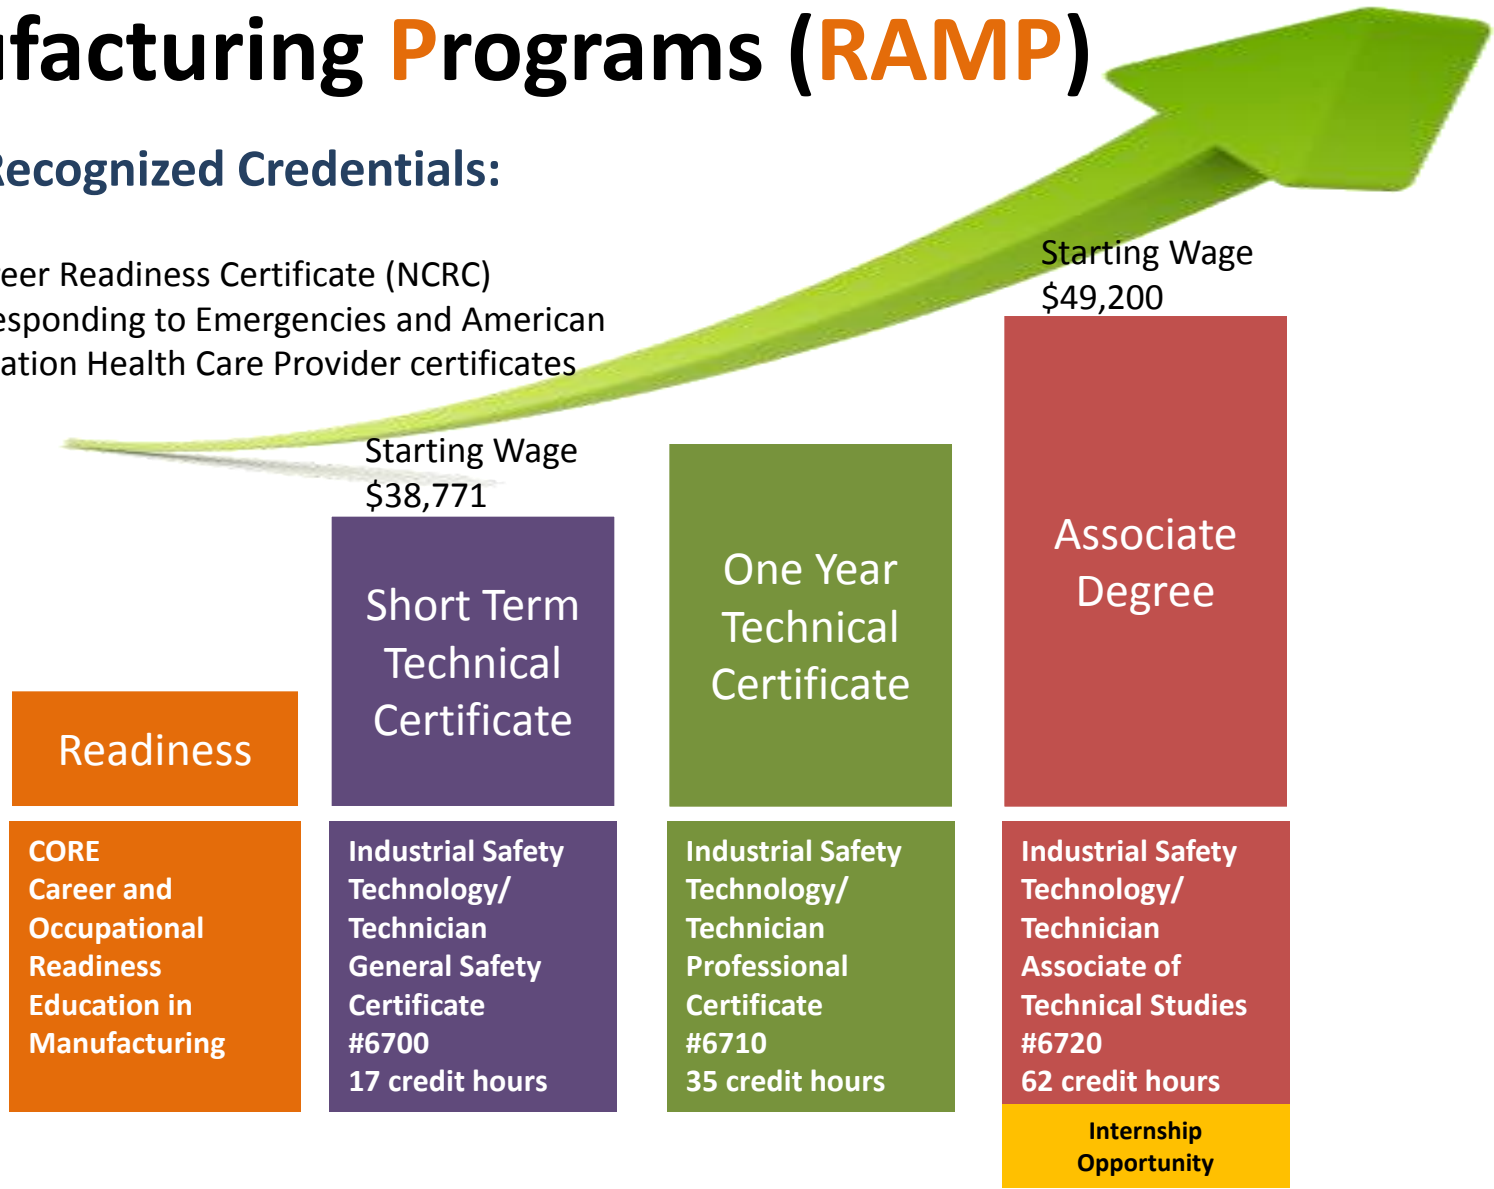 ufacturing Programs (RAMP)
Recognized Credentials:
eer Readiness Certificate (NCRC)
esponding to Emergencies and American
ation Health Care Provider certificates
Starting Wage
$49,200
Starting Wage
$38,771
Readiness
Short Term
Technical
Certificate
One Year
Technical
Certificate
Associate
Degree
CORE
Career and
Occupational
Readiness
Education in
Manufacturing
Industrial Safety
Technology/
Technician
General Safety
Certificate
#6700
17 credit hours
Industrial Safety
Technology/
Technician
Professional
Certificate
#6710
35 credit hours
Industrial Safety
Technology/
Technician
Associate of
Technical Studies
#6720
62 credit hours
Internship
Opportunity